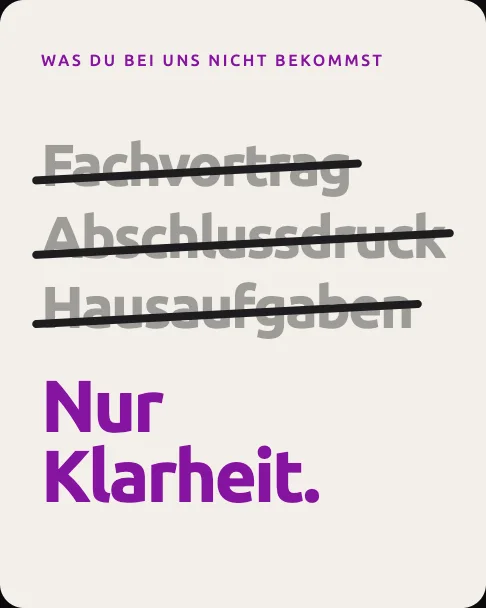 WAS DU BEI UNS NICHT BEKOMMST
Fachvortrag
Abschlussdruck
Hausaufgaben
Nur
Klarheit.